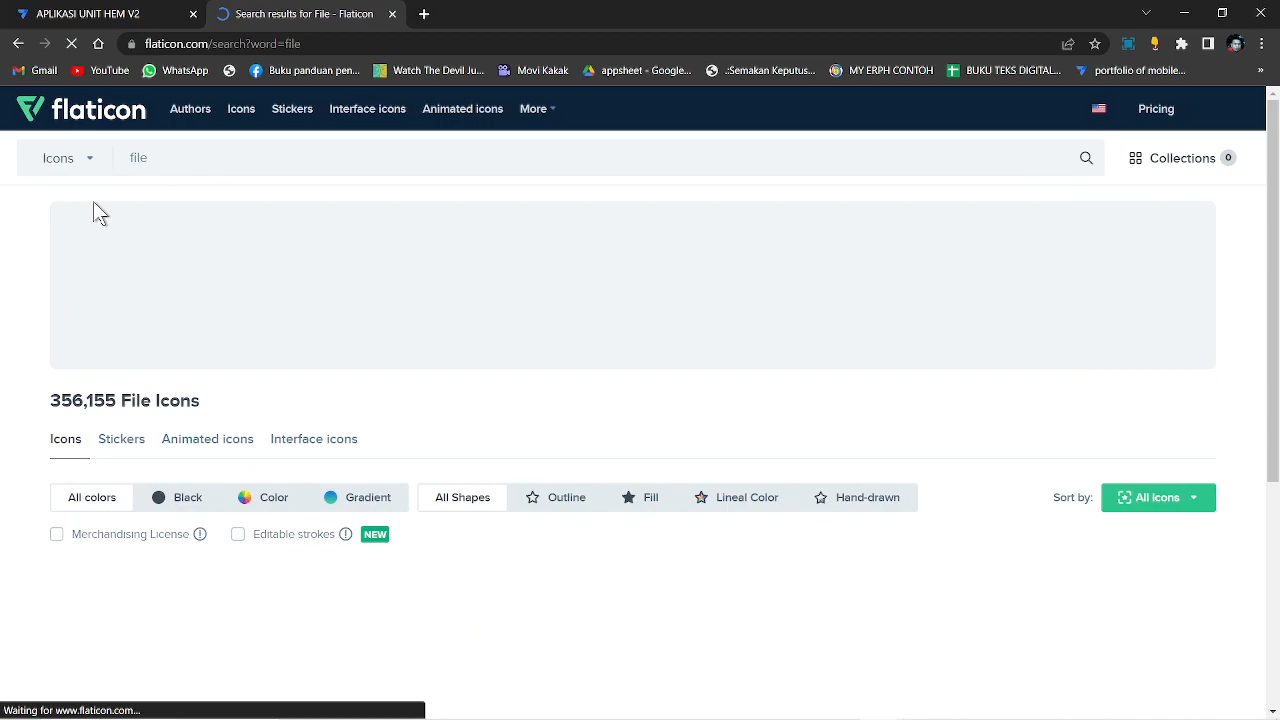 APLIKASI UNIT HEM V2
Search results for File - Flaticon
flaticon.com/search?word=file
Gmail
YouTube
WhatsApp
Buku panduan pen...
Watch The Devil Ju...
Movi Kakak
appsheet - Google...
:Semakan Seputus...
MY ERPH CONTOH
BUKU TEKS DIGITAL...
portfolio of mobile...
»
flaticon
Authors
Icons
Stickers
Interface icons
Animated icons
More
Pricing
Icons
file
Collections 0
356,155 File Icons
Icons
Stickers
Animated icons
Interface icons
All colors
Black
Color
Gradient
All Shapes
Outline
Fill
Lineal Color
Hand-drawn
Sort by:
All Icons
Merchandising License
Editable strokes
NEW
Waiting for www.flaticon.com...